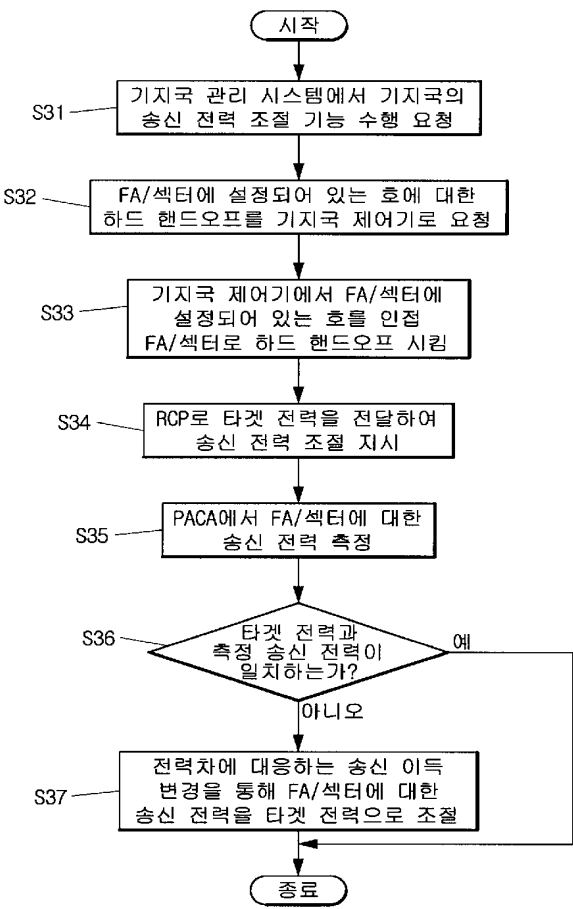 시작
S31
기지국 관리 시스템에서 기지국의
송신 전력 조절 기능 수행 요청
S32
FA/섹터에 설정되어 있는 호에 대한
하드 핸드오프를 기지국 제어기로 요청
S33
기지국 제어기에서 FA/섹터에
설정되어 있는 호를 인접
FA/섹터로 하드 핸드오프 시킴
S34
RCP로 타겟 전력을 전달하여
송신 전력 조절 지시
S35
PACA에서 FA/섹터에 대한
송신 전력 측정
S36
타겟 전력과
측정 송신 전력이
일치하는가?
예
아니오
S37
전력차에 대응하는 송신 이득
변경을 통해 FA/섹터에 대한
송신 전력을 타겟 전력으로 조절
종료